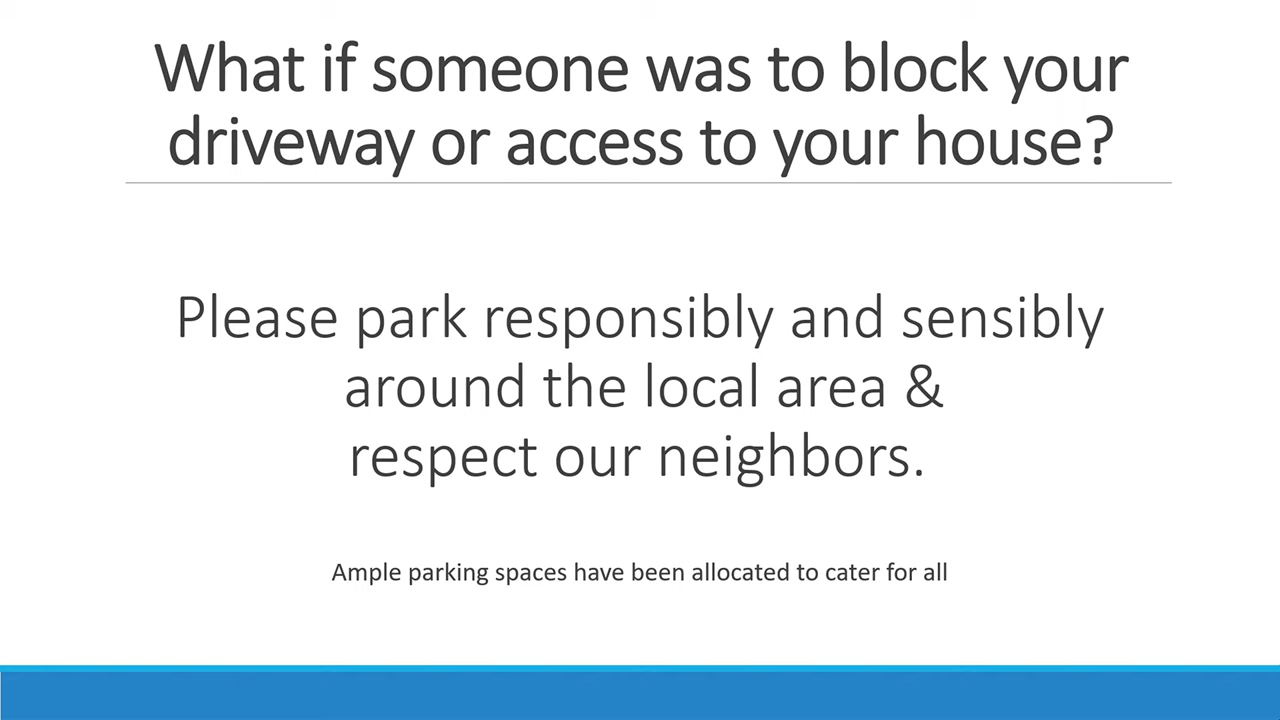 What if someone was to block your
driveway or access to your house?
Please park responsibly and sensibly
around the local area &
respect our neighbors.
Ample parking spaces have been allocated to cater for all